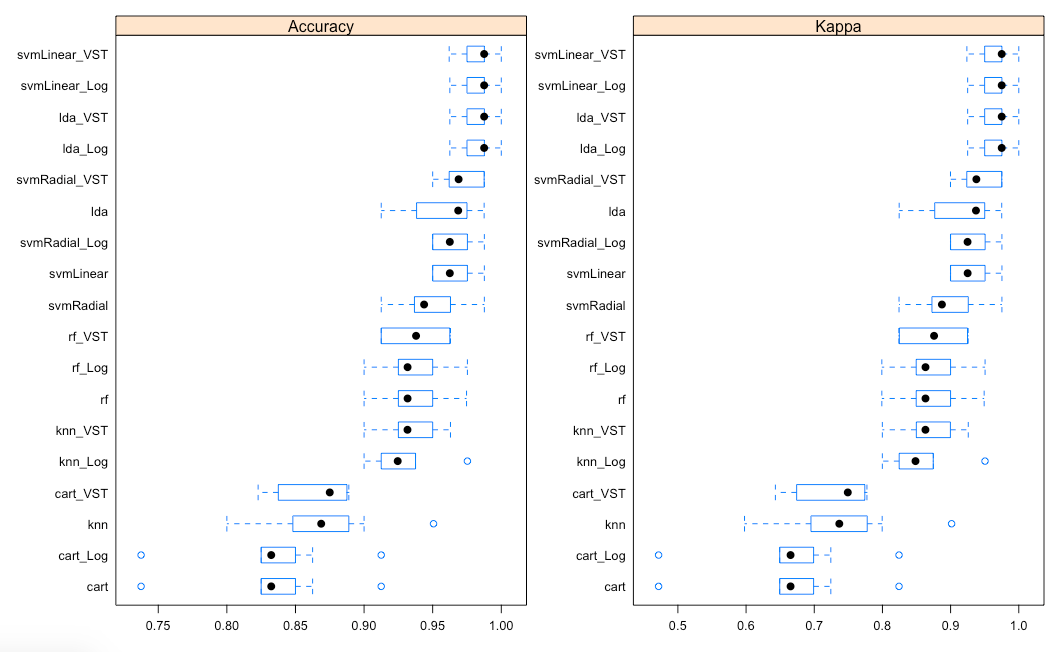 Accuracy Kappa
svmLinear_VST svmLinear_VST
svmLinear_Log svmLinear_Log
lda_VST lda_VST
lda_Log lda_Log
svmRadial_VST svmRadial_VST
lda lda
svmRadial_Log svmRadial_Log
svmLinear svmLinear
svmRadial svmRadial
rf_VST rf_VST
rf_Log rf_Log
rf rf
knn_VST knn_VST
knn_Log knn_Log
cart_VST cart_VST
knn knn
cart_Log cart_Log
cart cart
0.75 0.80 0.85 0.90 0.95 1.00 0.5 0.6 0.7 0.8 0.9 1.0